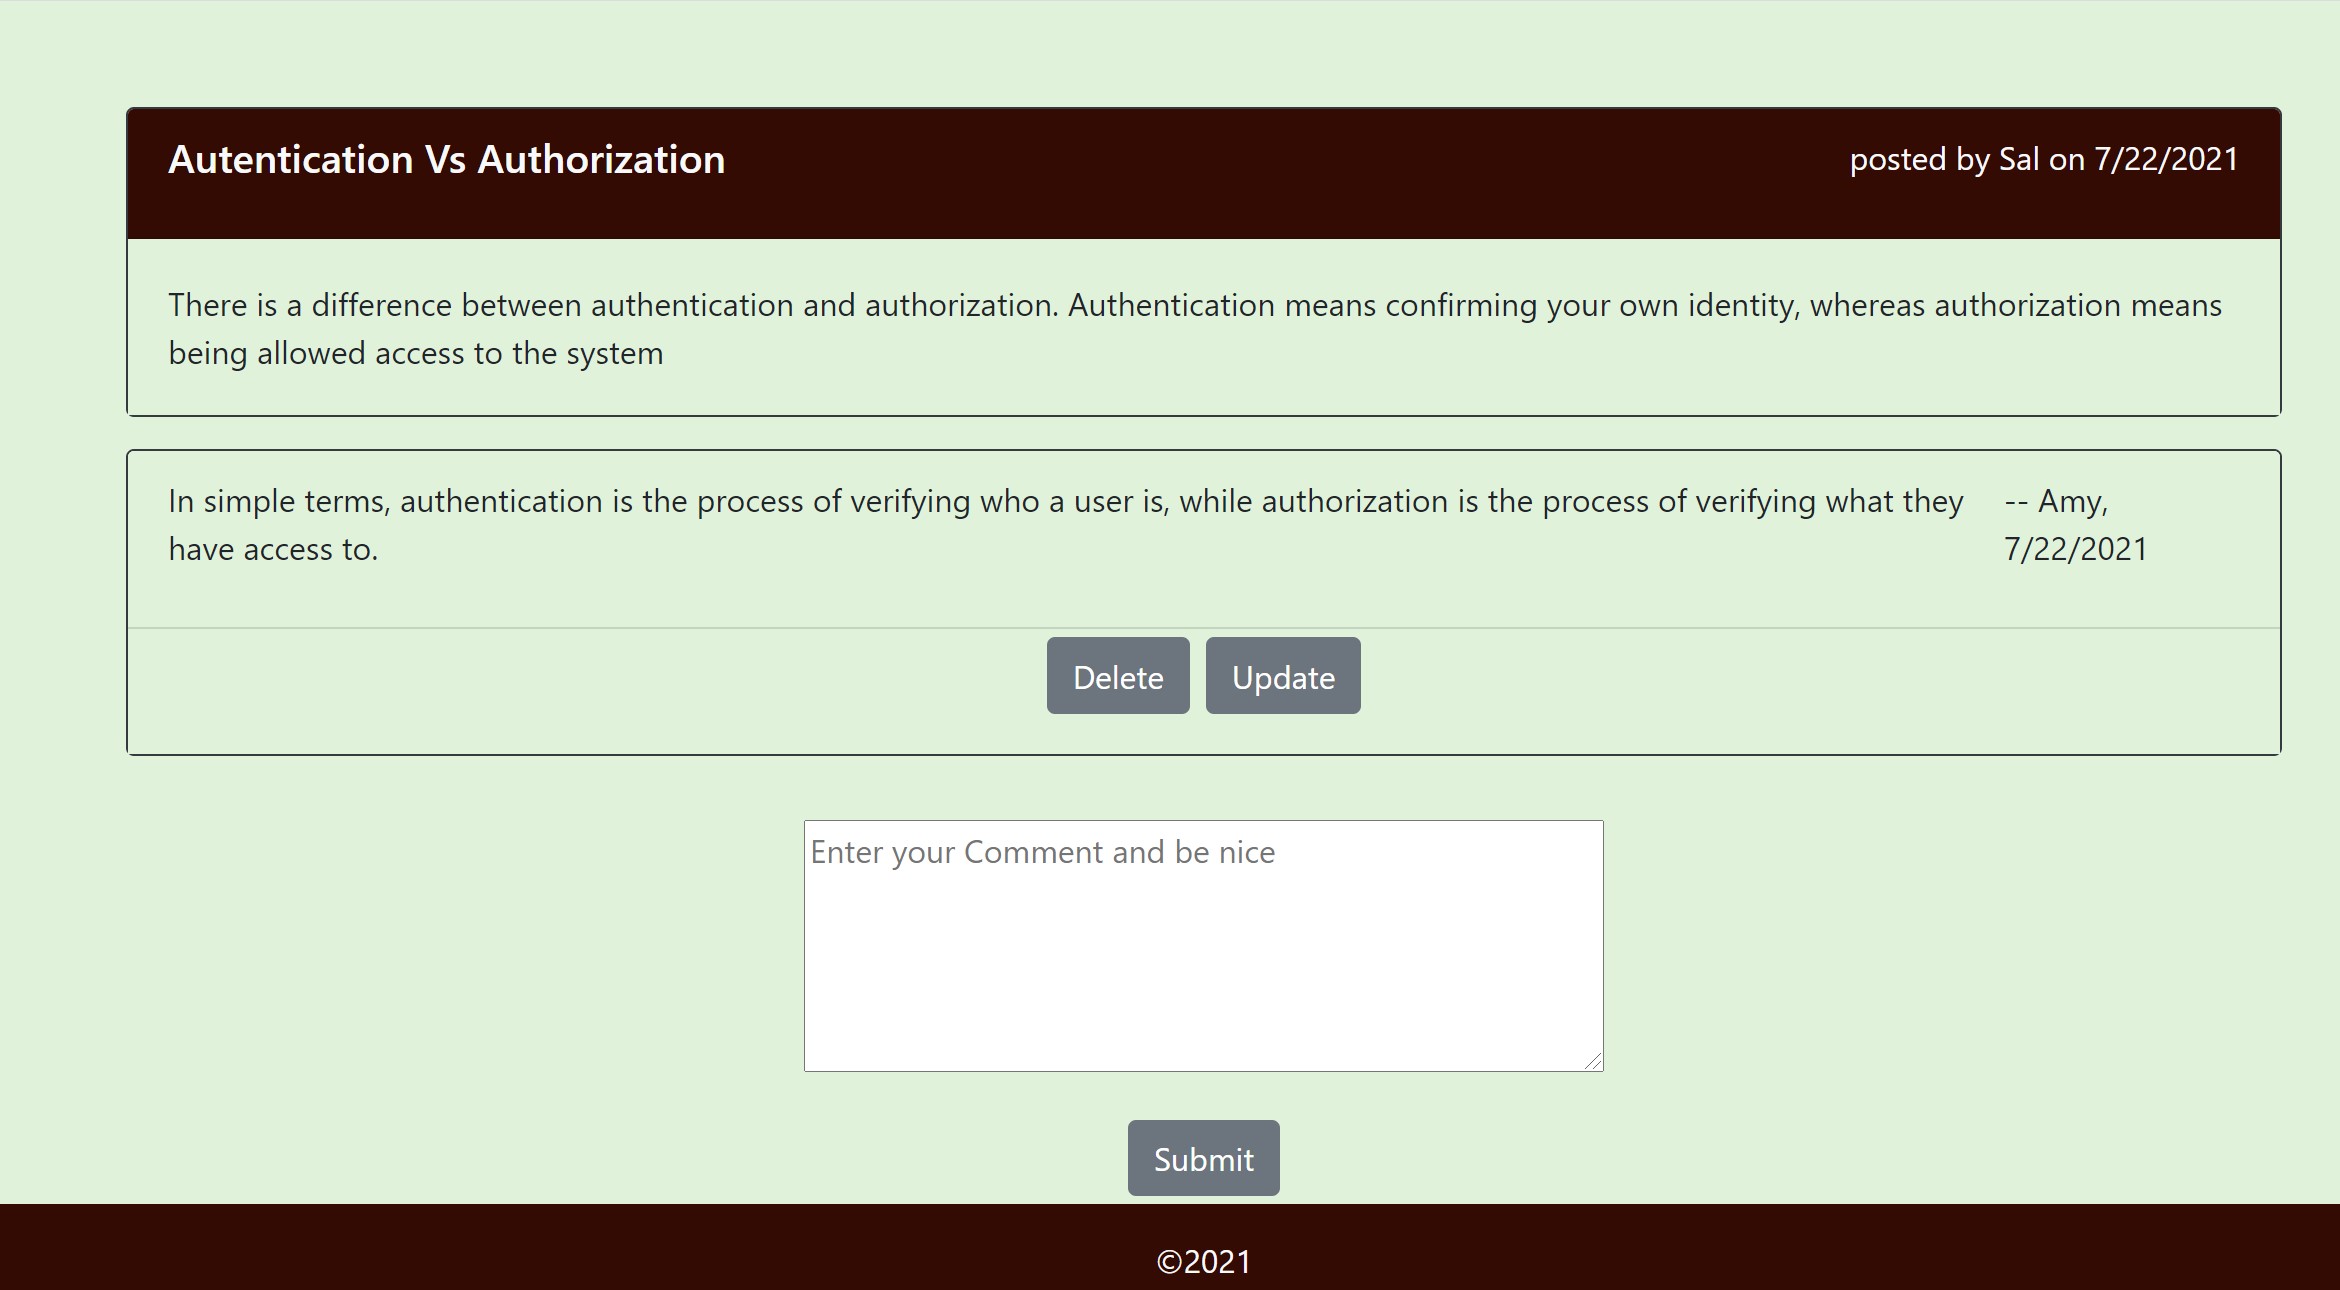 Autentication Vs Authorization
posted by Sal on 7/22/2021
There is a difference between authentication and authorization. Authentication means confirming your own identity, whereas authorization means
being allowed access to the system
In simple terms, authentication is the process of verifying who a user is, while authorization is the process of verifying what they
have access to.
-- Amy,
7/22/2021
Delete
Update
Enter your Comment and be nice
Submit
©2021